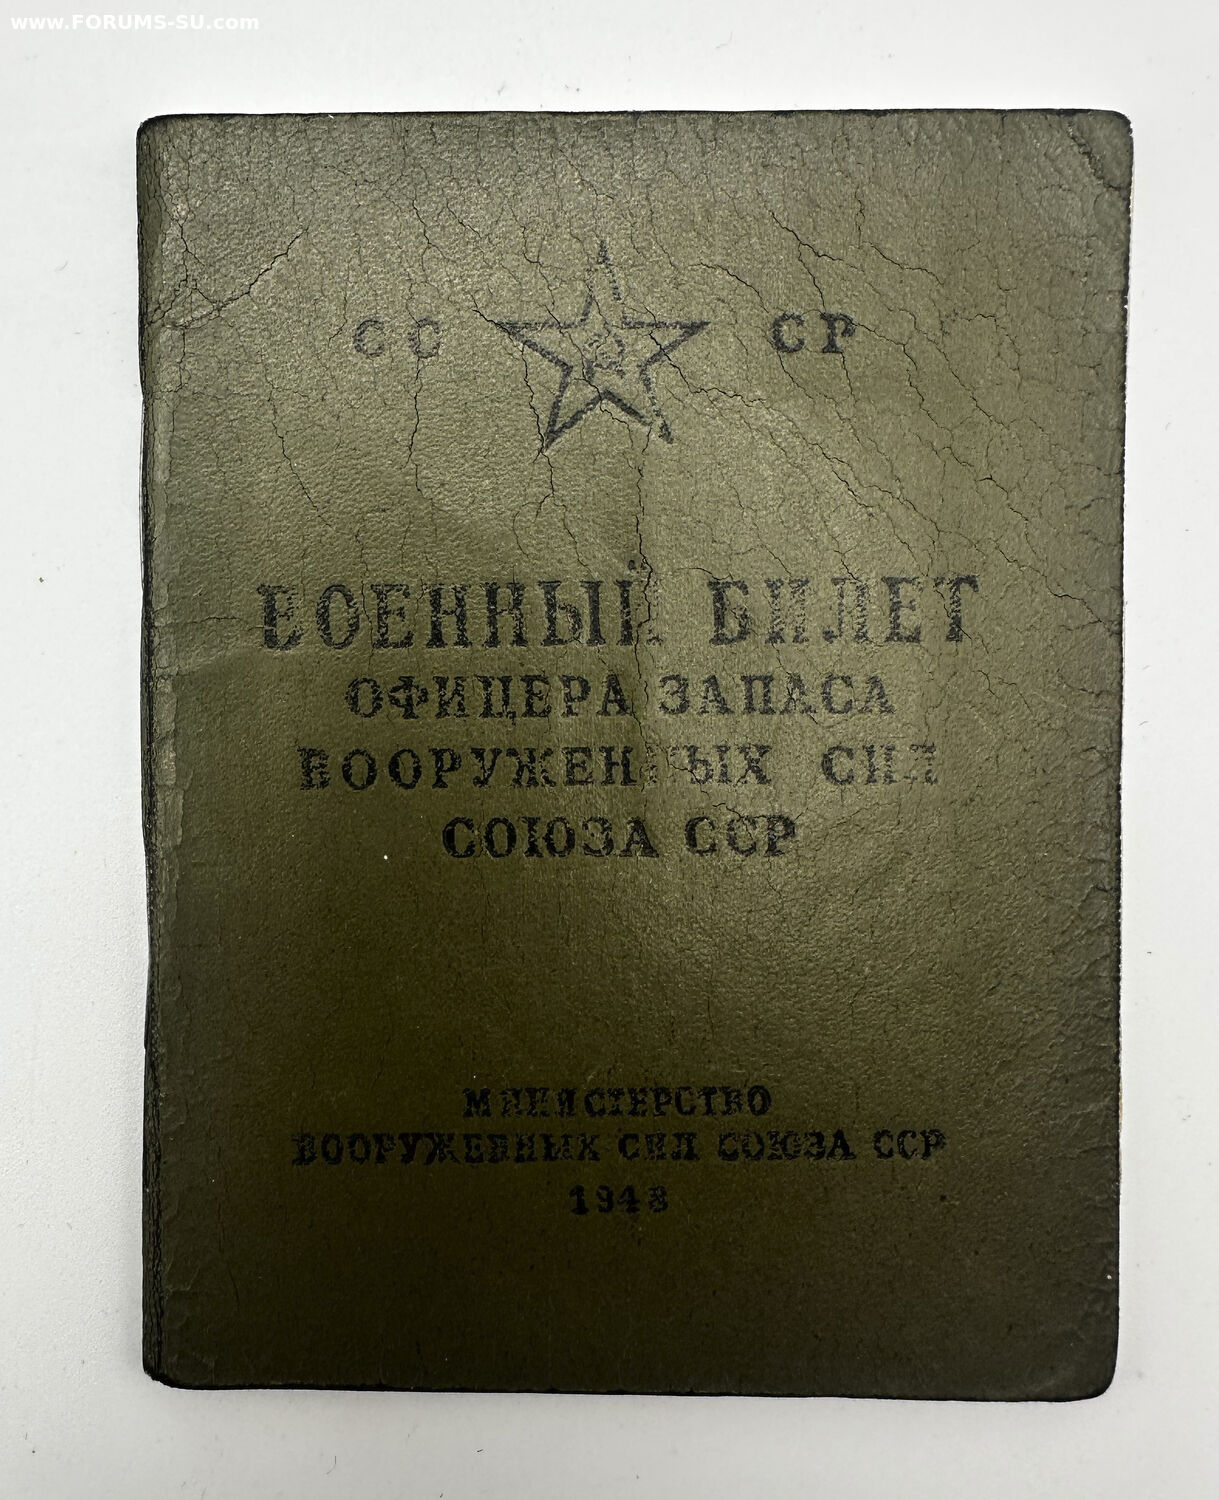 www.FORUMS-SU.com
СС СР
ВОЕННЫЙ БИЛЕТ
ОФИЦЕРА ЗАПАСА
ВООРУЖЕННЫХ СИЛ
СОЮЗА ССР
МИНИСТЕРСТВО
ВООРУЖЕННЫХ СИЛ СОЮЗА ССР
1948